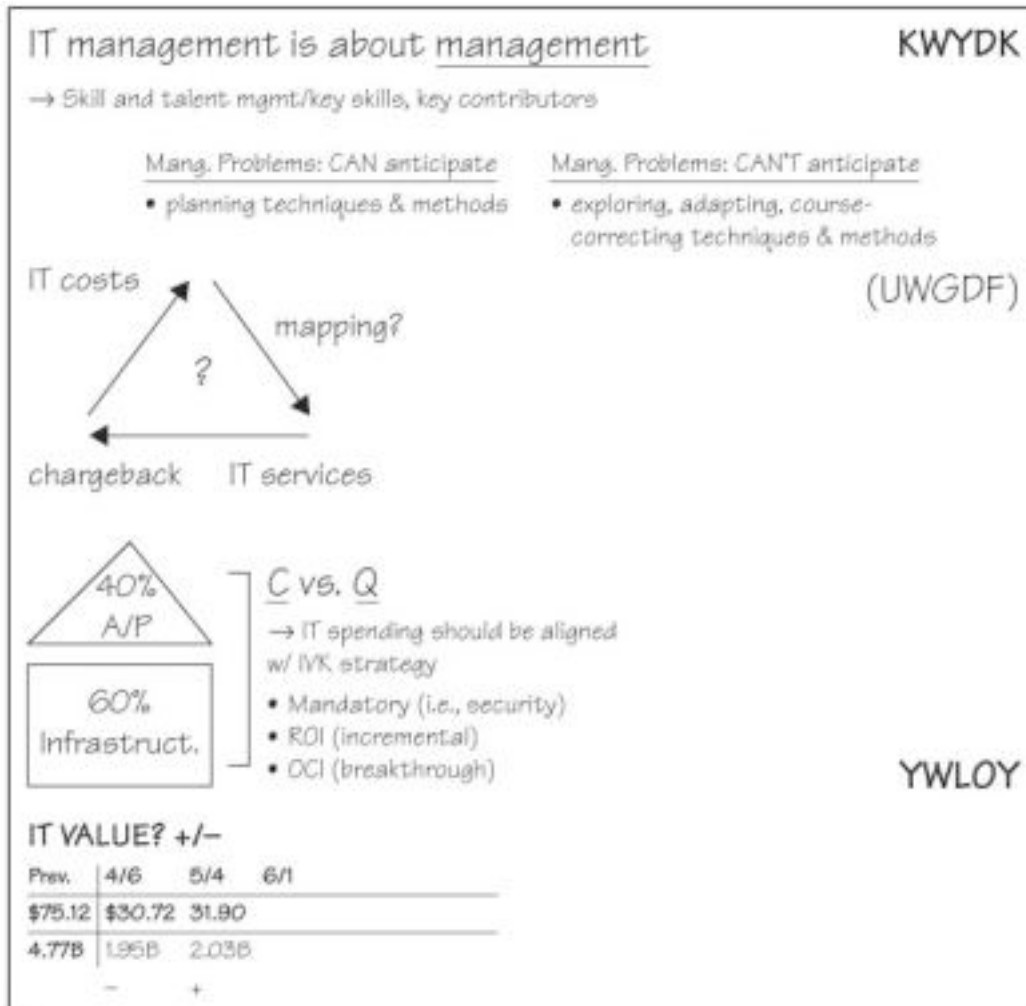 IT management is about management KWYDK
→ Skill and talent mgmt/key skills, key contributors
Mang. Problems: CAN anticipate Mang. Problems: CAN'T anticipate
• planning techniques & methods • exploring, adapting, course-
correcting techniques & methods
IT costs (UWGDF)
mapping?
?
chargeback IT services
40%
A/P
C vs. Q
→ IT spending should be aligned
w/ IVK strategy
60%
Infrastruct.
• Mandatory (i.e., security)
• ROI (incremental)
• OCI (breakthrough)
YWLOY
IT VALUE? +/–
Prev. 4/6 5/4 6/1
$75.12 $30.72 31.90
4.77B 1.95B 2.03B
– +